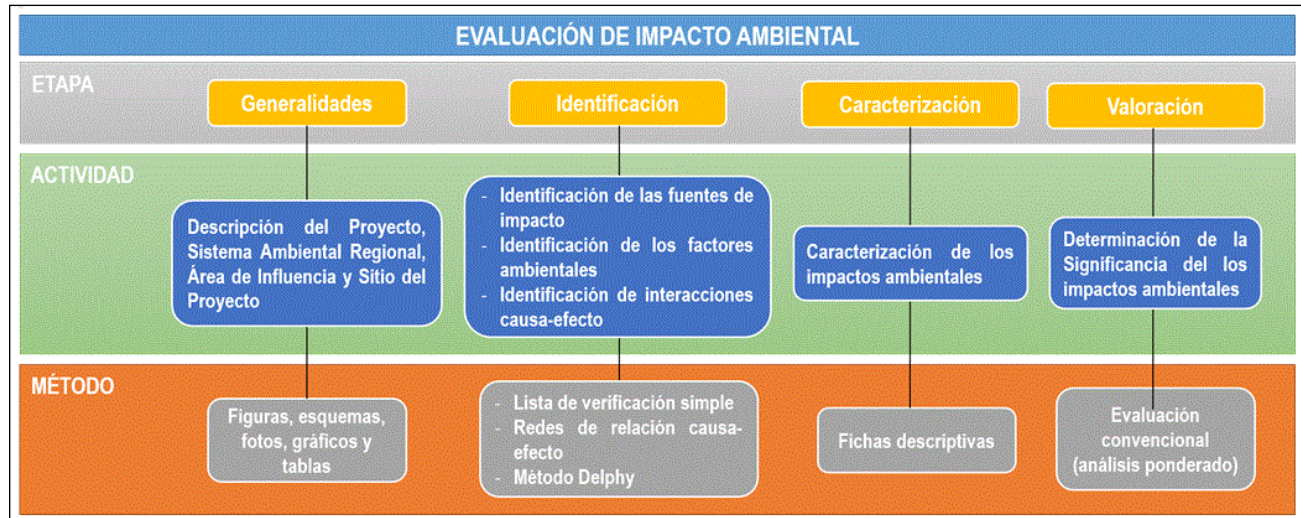 EVALUACIÓN DE IMPACTO AMBIENTAL
ETAPA
Generalidades
Identificación
Caracterización
Valoración
ACTIVIDAD
Descripción del Proyecto,
Sistema Ambiental Regional,
Área de Influencia y Sitio del
Proyecto
- Identificación de las fuentes de
impacto
- Identificación de los factores
ambientales
- Identificación de interacciones
causa-efecto
Caracterización de los
impactos ambientales
Determinación de la
Significancia del los
impactos ambientales
MÉTODO
Figuras, esquemas,
fotos, gráficos y
tablas
- Lista de verificación simple
- Redes de relación causa-
efecto
- Método Delphy
Fichas descriptivas
Evaluación
convencional
(análisis ponderado)